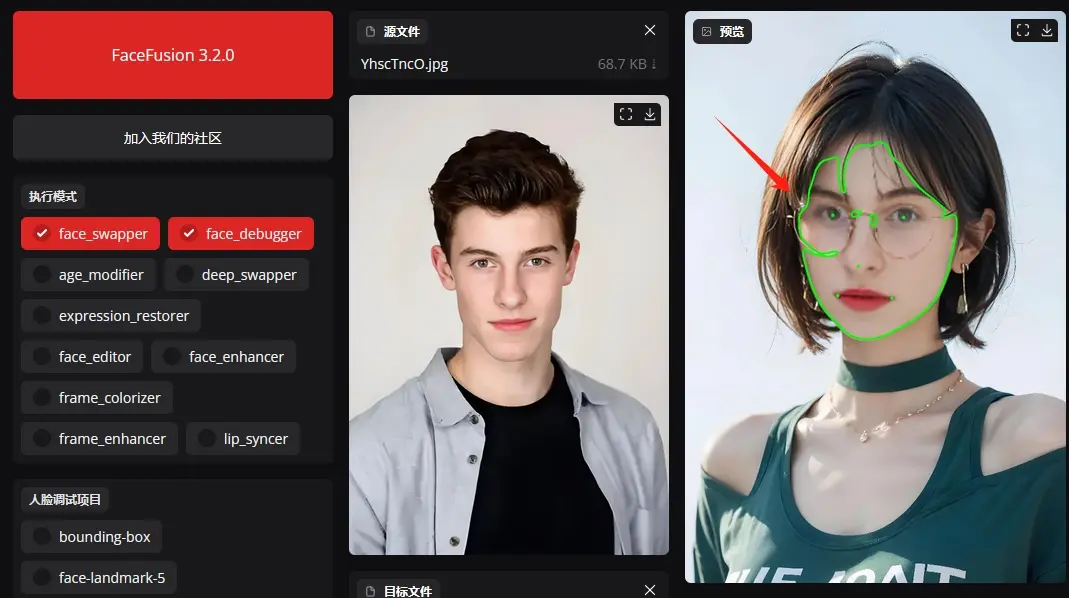 FaceFusion 3.2.0
加入我们的社区
执行模式
face_swapper
face_debugger
age_modifier
deep_swapper
expression_restorer
face_editor
face_enhancer
frame_colorizer
frame_enhancer
lip_syncer
人脸调试项目
bounding-box
face-landmark-5
源文件
YhscTncO.jpg
68.7 KB ↓
目标文件
预览